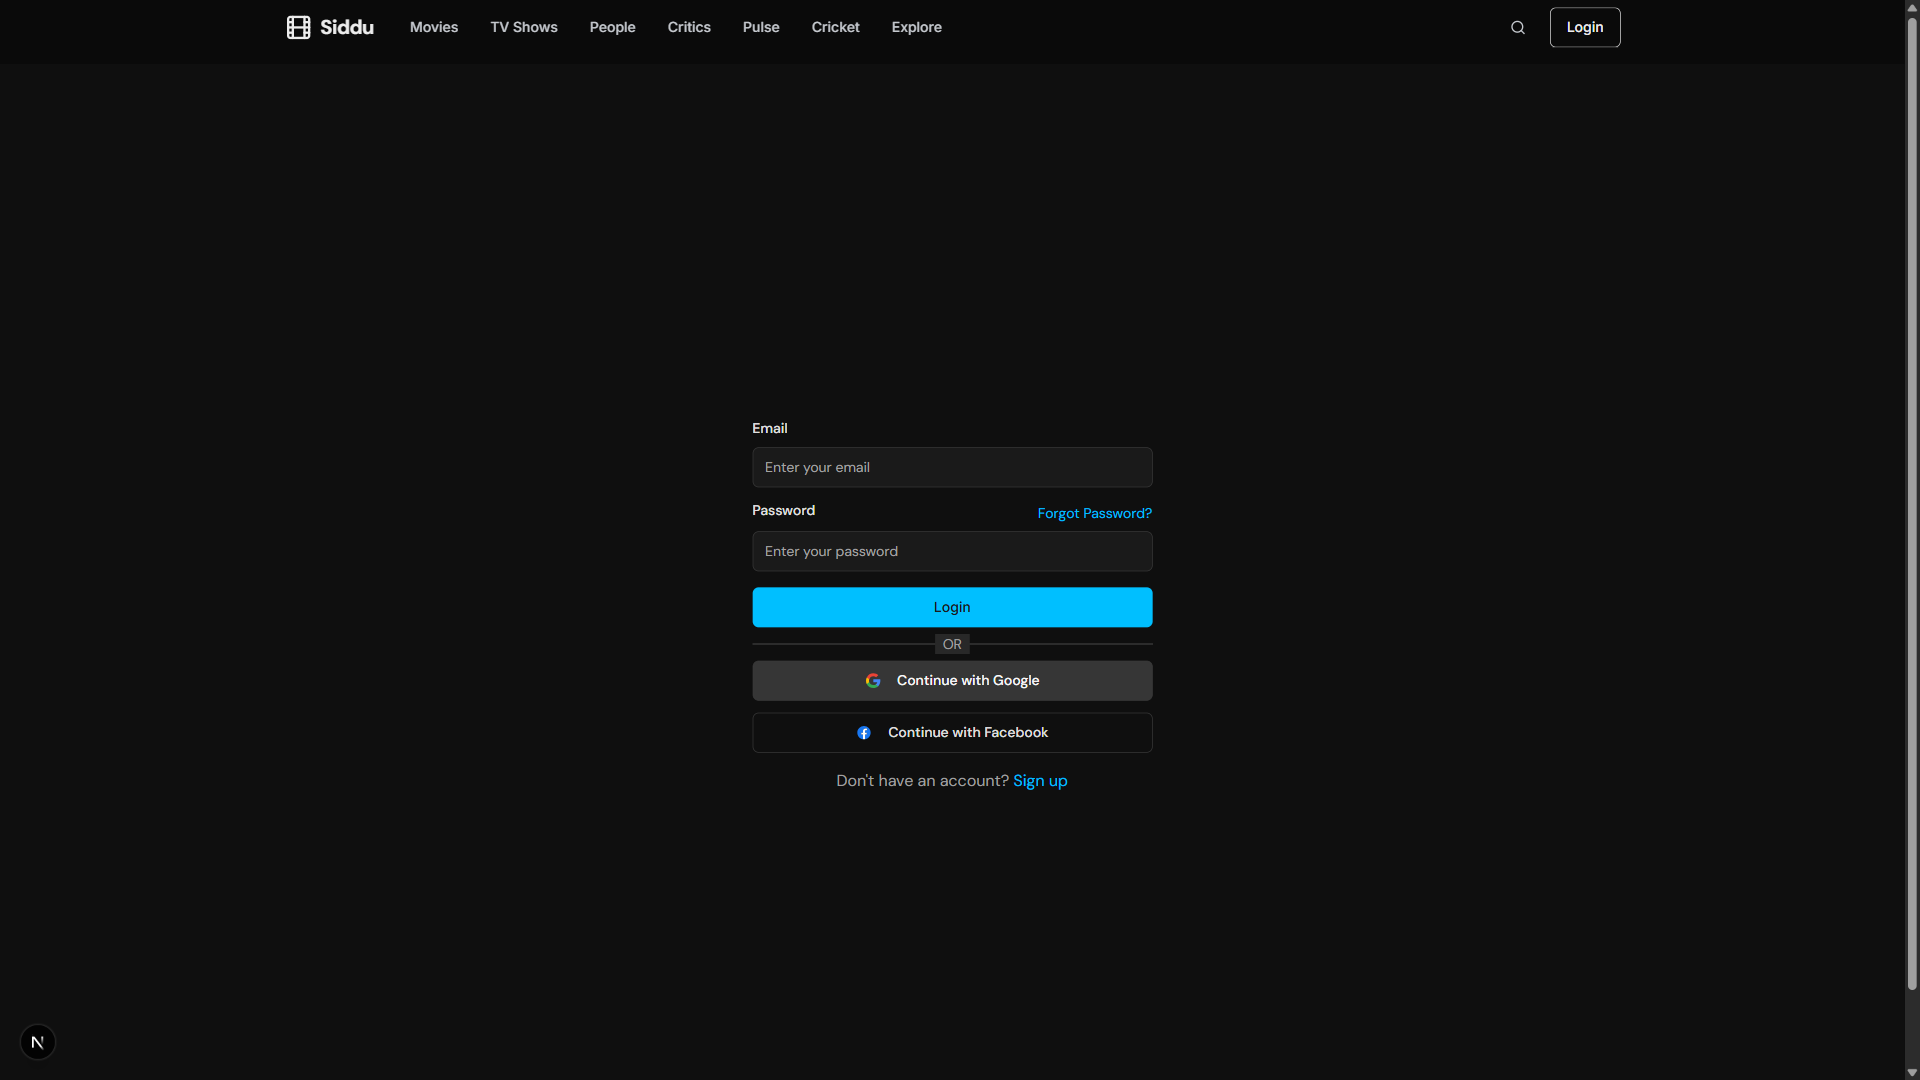 Siddu Movies TV Shows People Critics Pulse Cricket Explore Login
Email
Enter your email
Password Forgot Password?
Enter your password
Login
OR
Continue with Google
Continue with Facebook
Don't have an account? Sign up
N